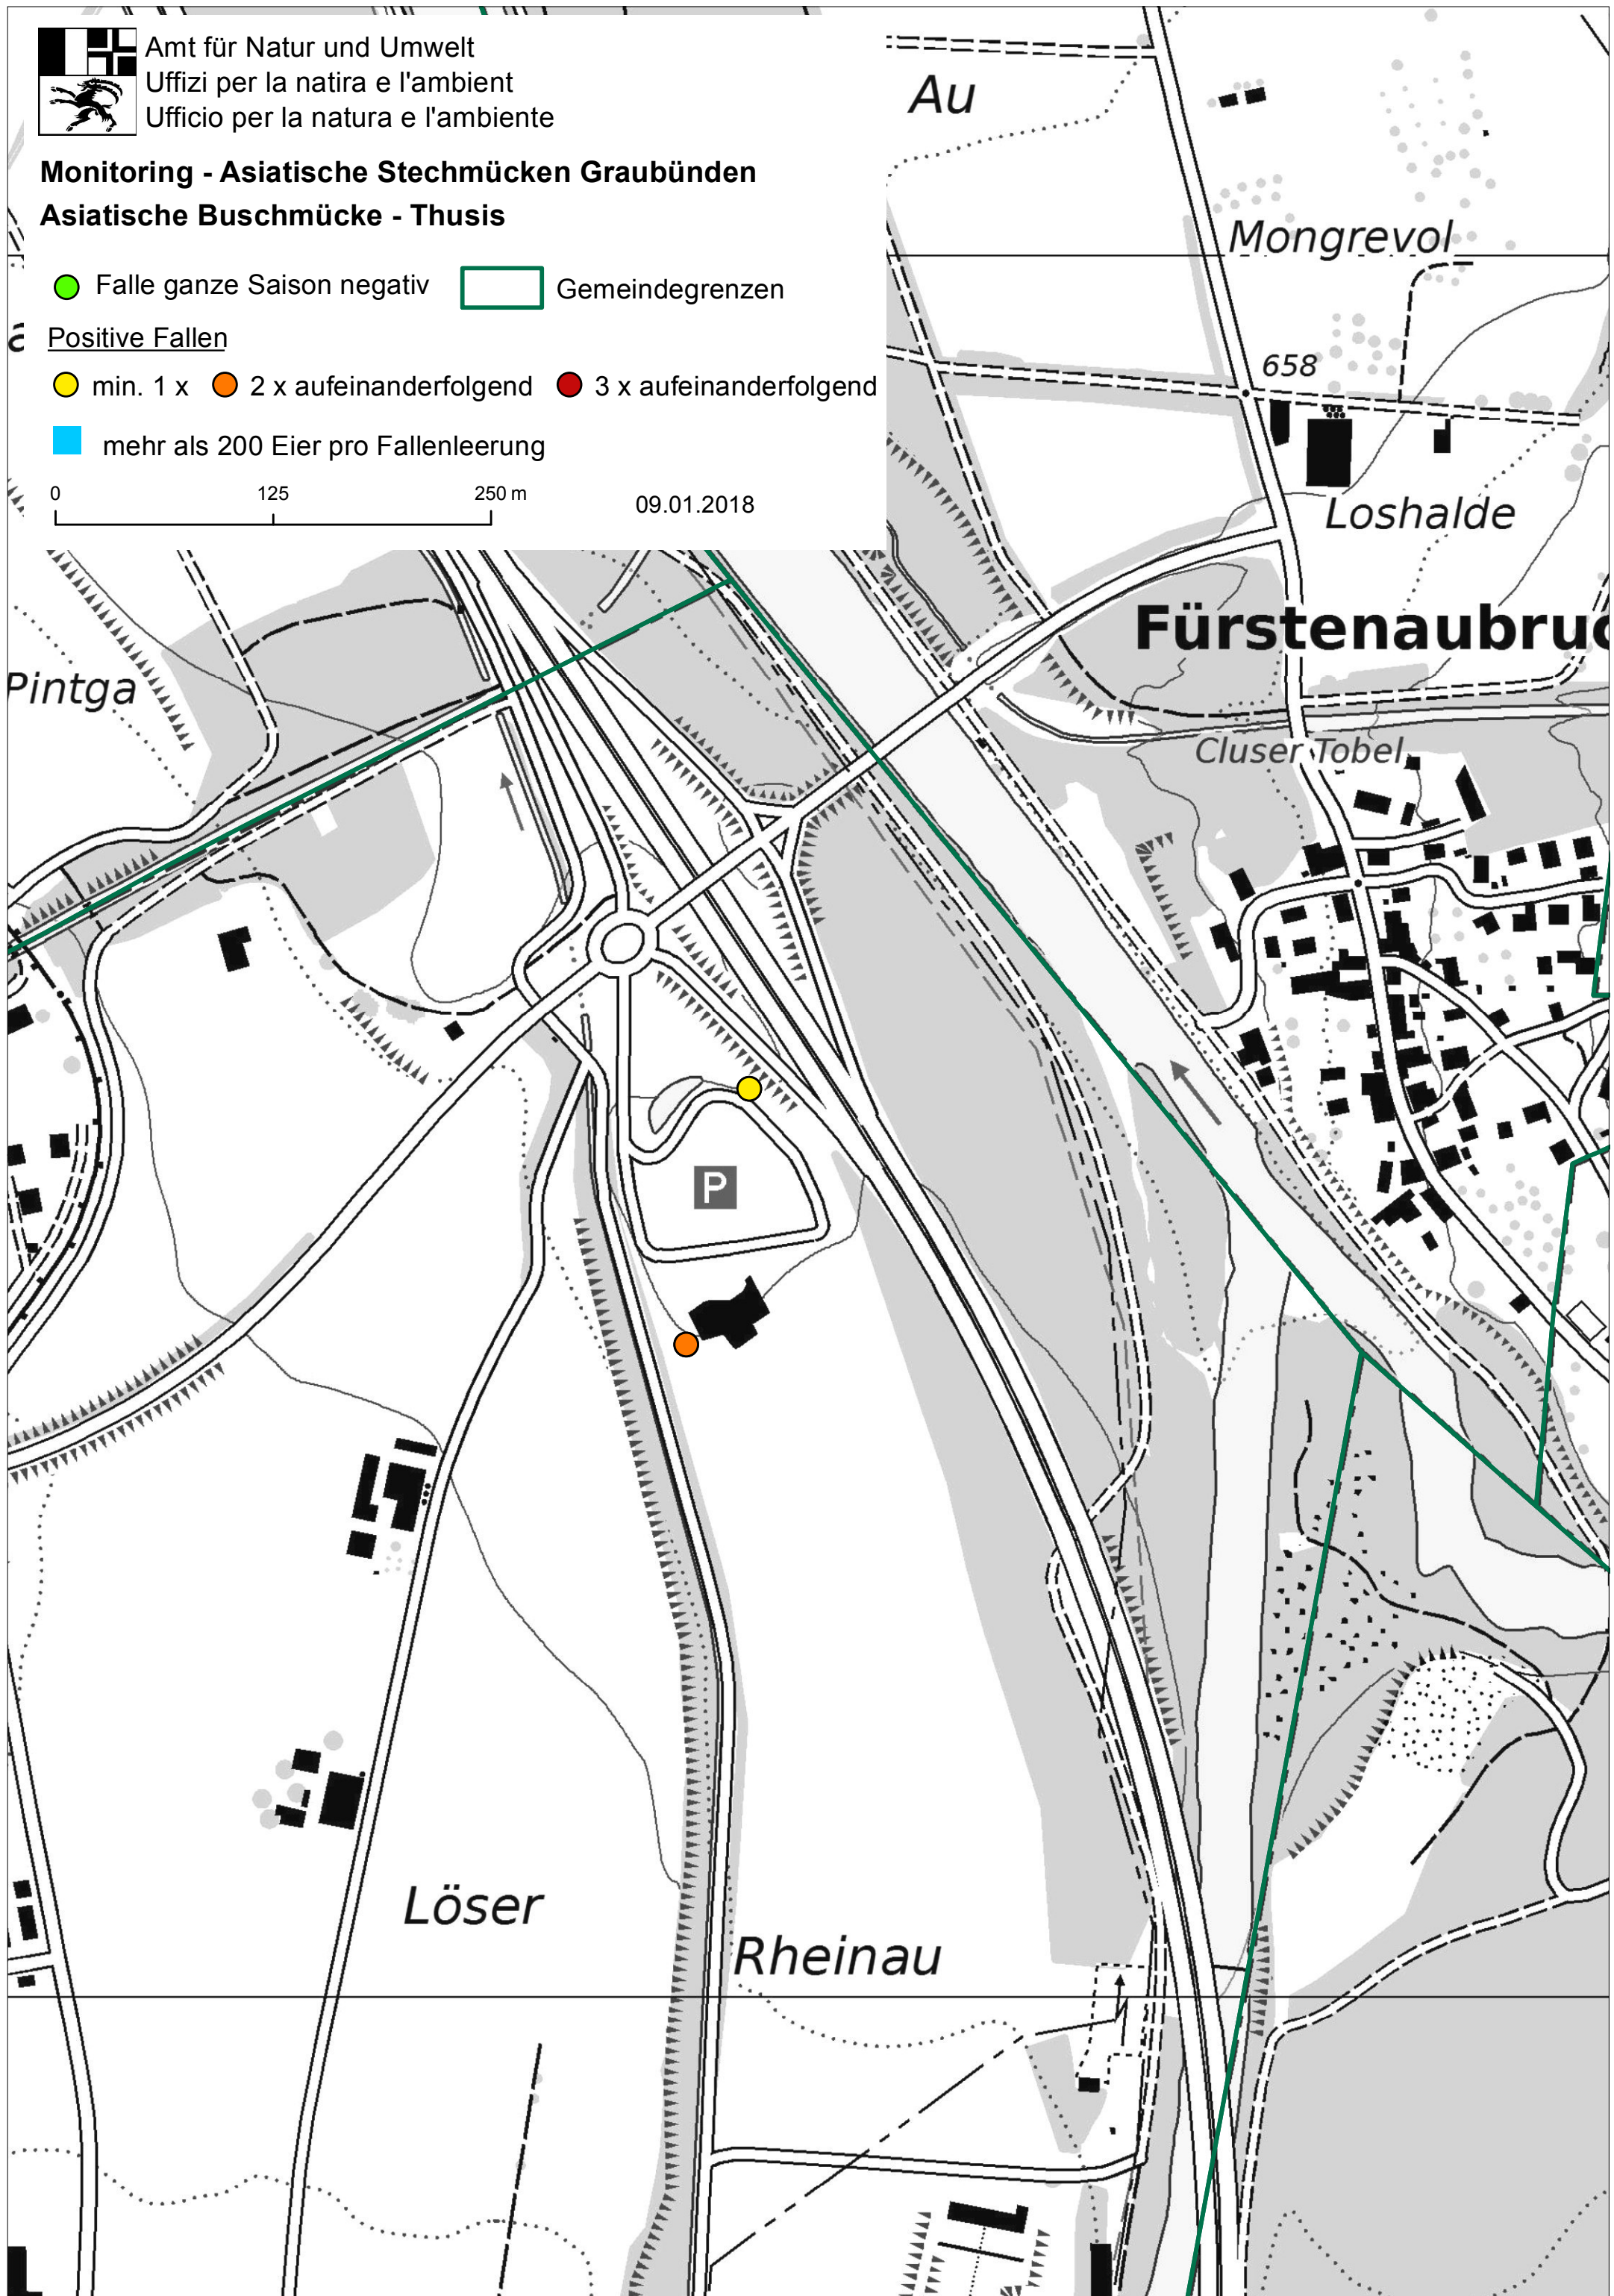 Amt für Natur und Umwelt
Uffizi per la natira e l'ambient
Ufficio per la natura e l'ambiente
Monitoring - Asiatische Stechmücken Graubünden
Asiatische Buschmücke - Thusis
Falle ganze Saison negativ
Gemeindegrenzen
Positive Fallen
min. 1 x
2 x aufeinanderfolgend
3 x aufeinanderfolgend
mehr als 200 Eier pro Fallenleerung
0 125 250 m
09.01.2018
Au
Mongrevol
658
Loshalde
Fürstenaubruc
Pintga
Cluser Tobel
P
Löser
Rheinau